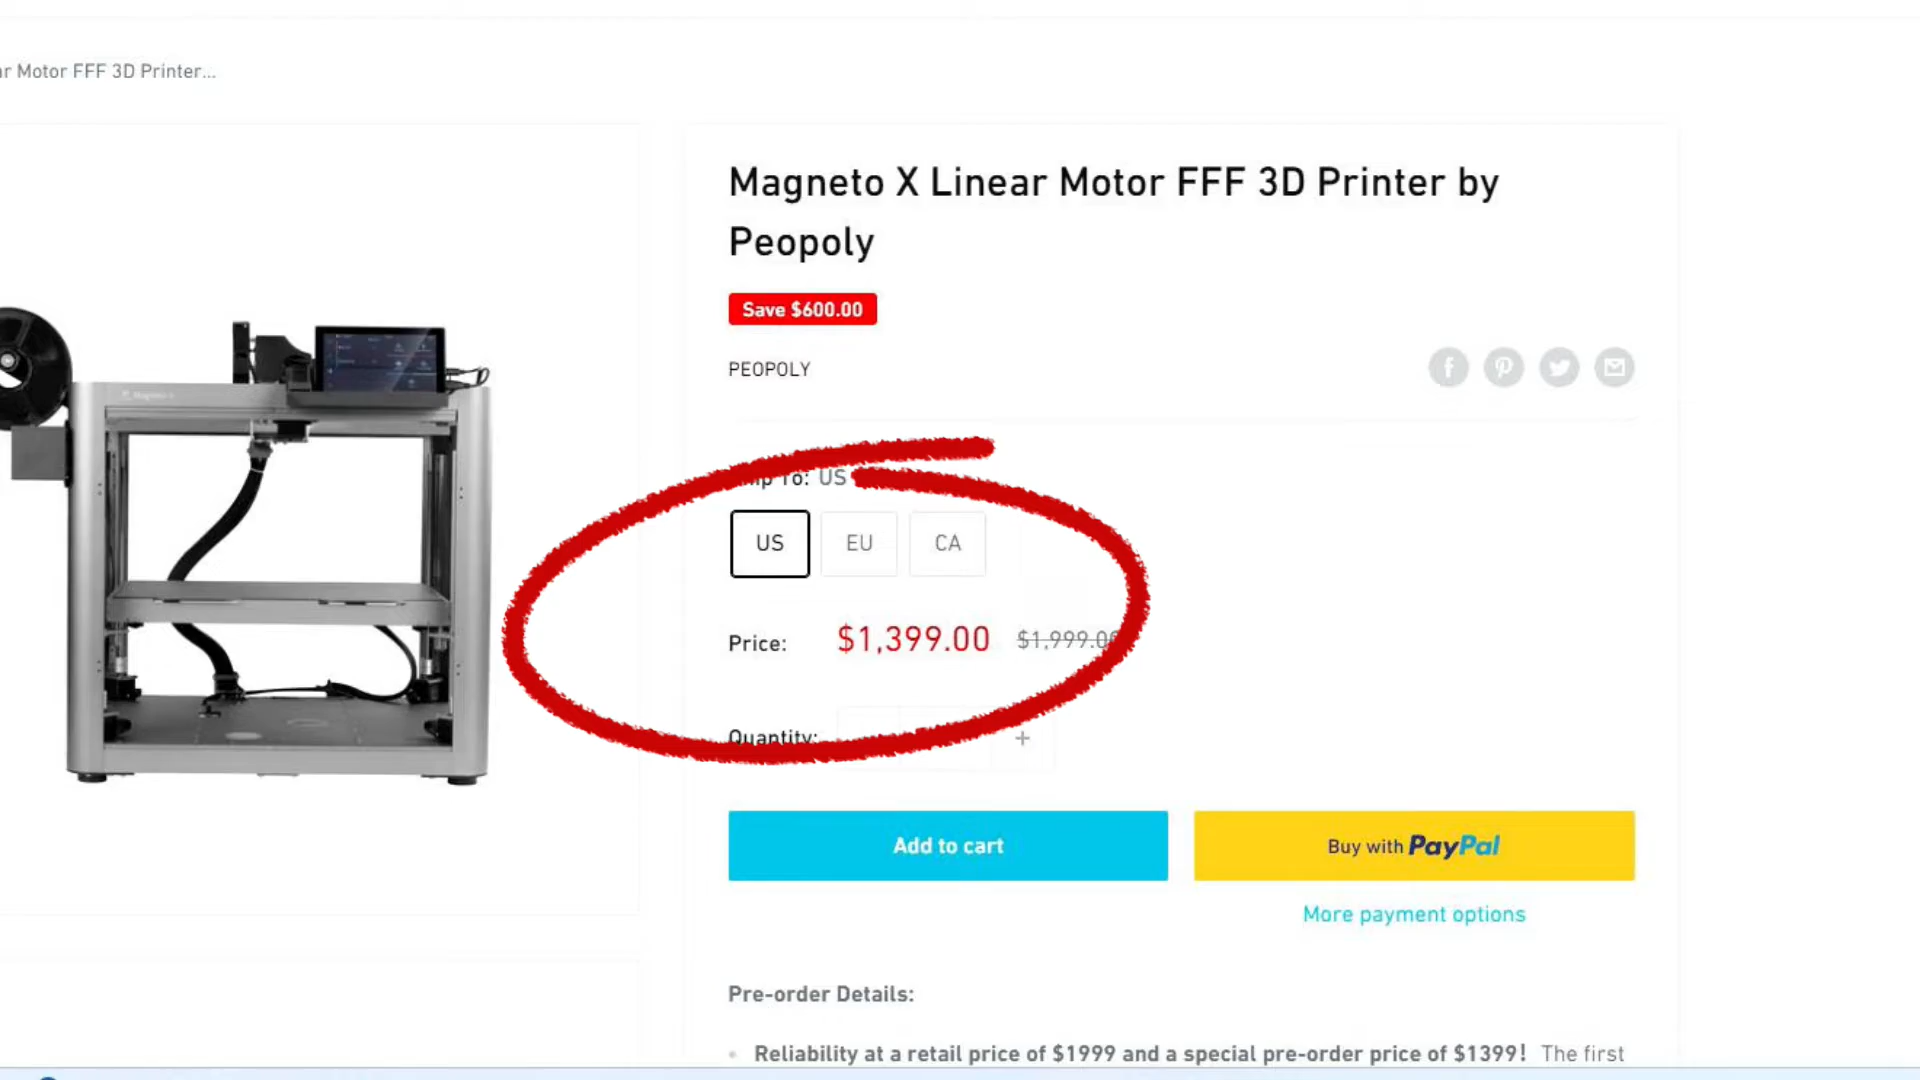 r Motor FFF 3D Printer...
Magneto X Linear Motor FFF 3D Printer by
Peopoly
Save $600.00
PEOPOLY
To: US
US EU CA
Price: $1,399.00 $1,999.00
Quantity: +
Add to cart
Buy with PayPal
More payment options
Pre-order Details:
Reliability at a retail price of $1999 and a special pre-order price of $1399! The first